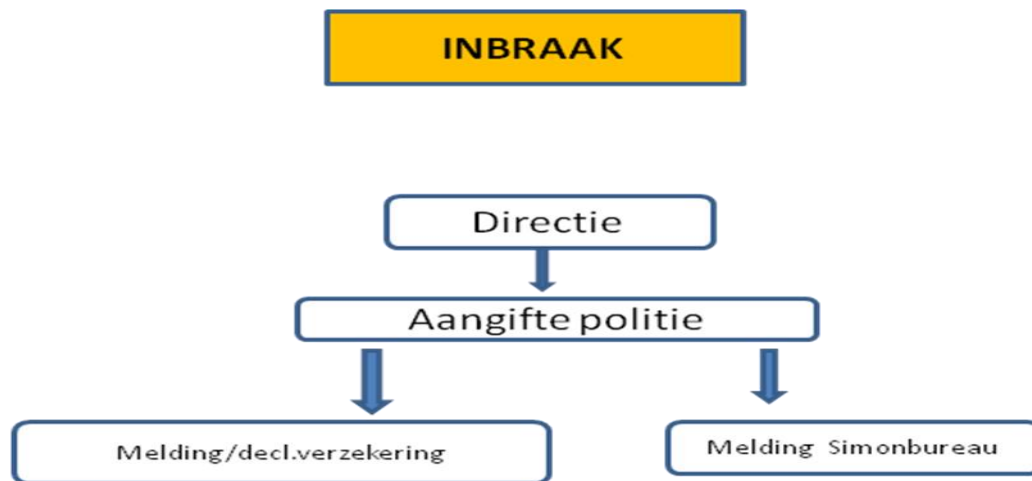 INBRAAK
Directie
Aangifte politie
Melding/decl.verzekering
Melding Simonbureau